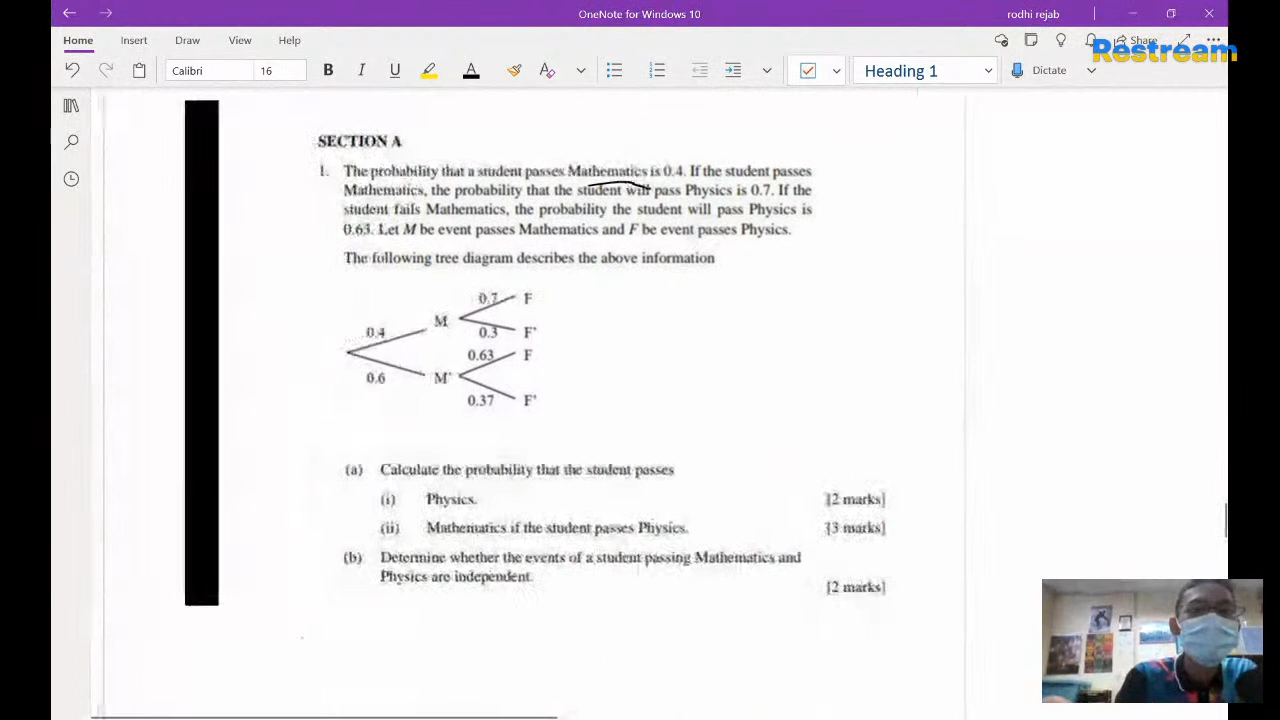 OneNote for Windows 10
rodhi rejab
Home Insert Draw View Help
Share
Restream
Calibri 16 B I U A Heading 1 Dictate
SECTION A
1. The probability that a student passes Mathematics is 0.4. If the student passes
Mathematics, the probability that the student will pass Physics is 0.7. If the
student fails Mathematics, the probability the student will pass Physics is
0.63. Let M be event passes Mathematics and F be event passes Physics.
The following tree diagram describes the above information
0.7 F
M
0.4
0.3 F'
0.63 F
0.6 M'
0.37 F'
(a) Calculate the probability that the student passes
(i) Physics. [2 marks]
(ii) Mathematics if the student passes Physics. [3 marks]
(b) Determine whether the events of a student passing Mathematics and
Physics are independent.
[2 marks]